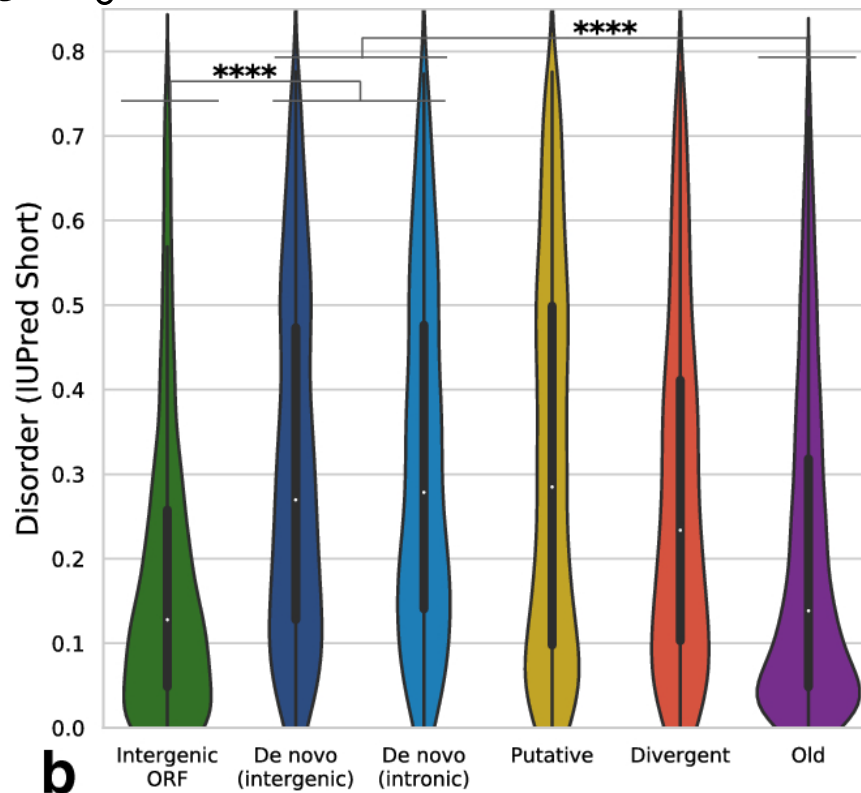 ****
****
0.8
0.7
0.6
0.5
0.4
0.3
0.2
0.1
0.0
Disorder (IUPred Short)
Intergenic
ORF
De novo
(intergenic)
De novo
(intronic)
Putative
Divergent
Old
b